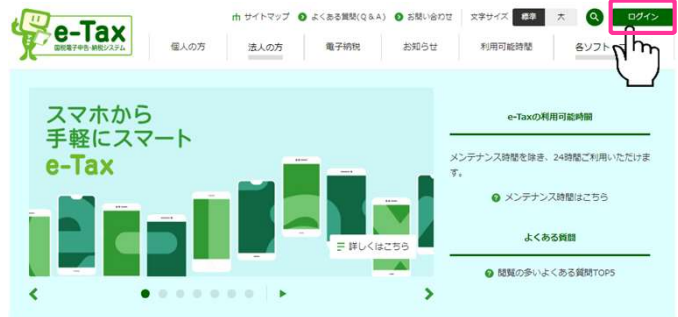 サイトマップ よくある質問(Q&A) お問い合わせ 文字サイズ 標準 大 ログイン
e-Tax
国税電子申告・納税システム
個人の方 法人の方 電子納税 お知らせ 利用可能時間 各ソフト
スマホから
手軽にスマート
e-Tax
詳しくはこちら
e-Taxの利用可能時間
メンテナンス時間を除き、24時間ご利用いただけま
す。
メンテナンス時間はこちら
よくある質問
閲覧の多いよくある質問TOP5